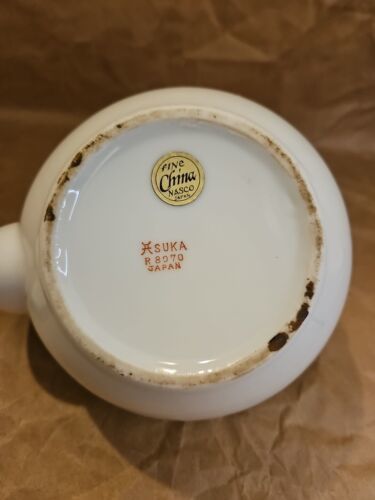 FINE
China
NASCO
JAPAN
ASUKA
R 8070
JAPAN